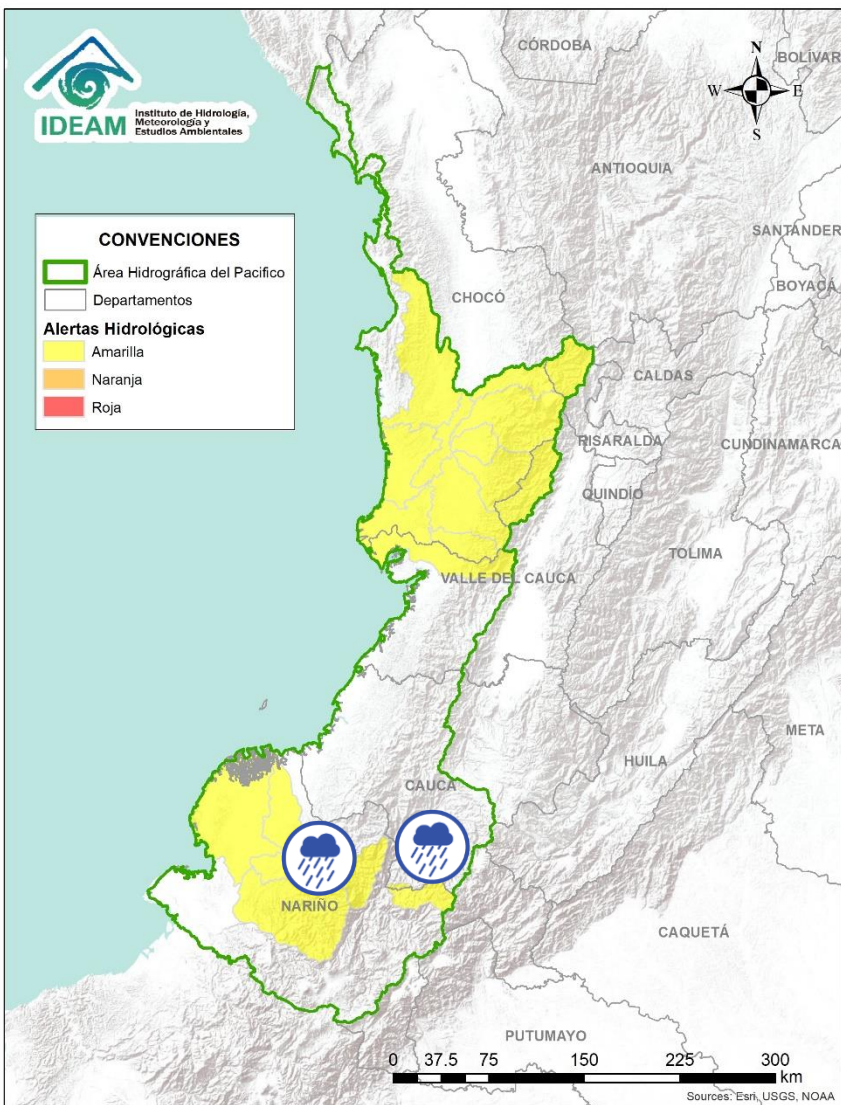 IDEAM
Instituto de Hidrología,
Meteorología y
Estudios Ambientales
CÓRDOBA
BOLÍVAR
N
W
E
S
ANTIOQUIA
SANTANDER
BOYACÁ
CONVENCIONES
Área Hidrográfica del Pacifico
Departamentos
Alertas Hidrológicas
Amarilla
Naranja
Roja
CHOCÓ
CALDAS
RISARALDA
CUNDINAMARCA
QUINDÍO
TOLIMA
VALLE DEL CAUCA
META
HUILA
CAUCA
NARIÑO
CAQUETÁ
PUTUMAYO
0 37.5 75 150 225 300
km
Sources: Esri, USGS, NOAA